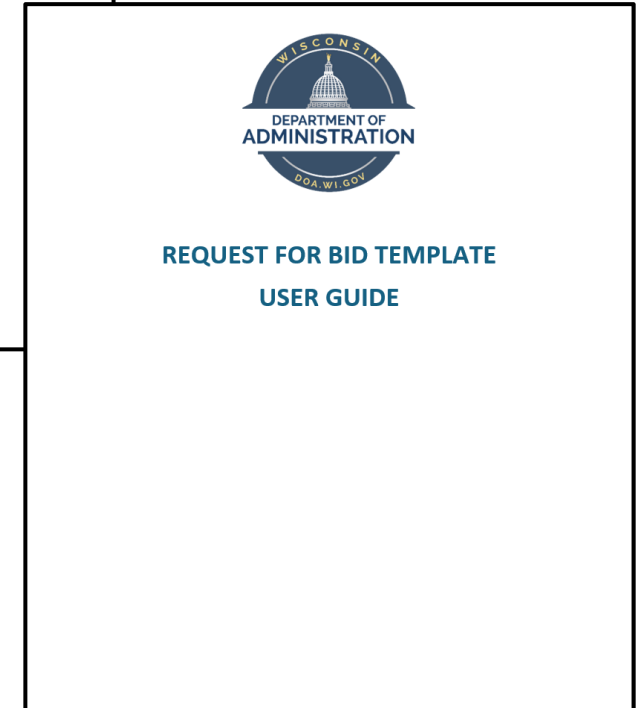 WISCONSIN
DEPARTMENT OF
ADMINISTRATION
DOA.WI.GOV
REQUEST FOR BID TEMPLATE
USER GUIDE